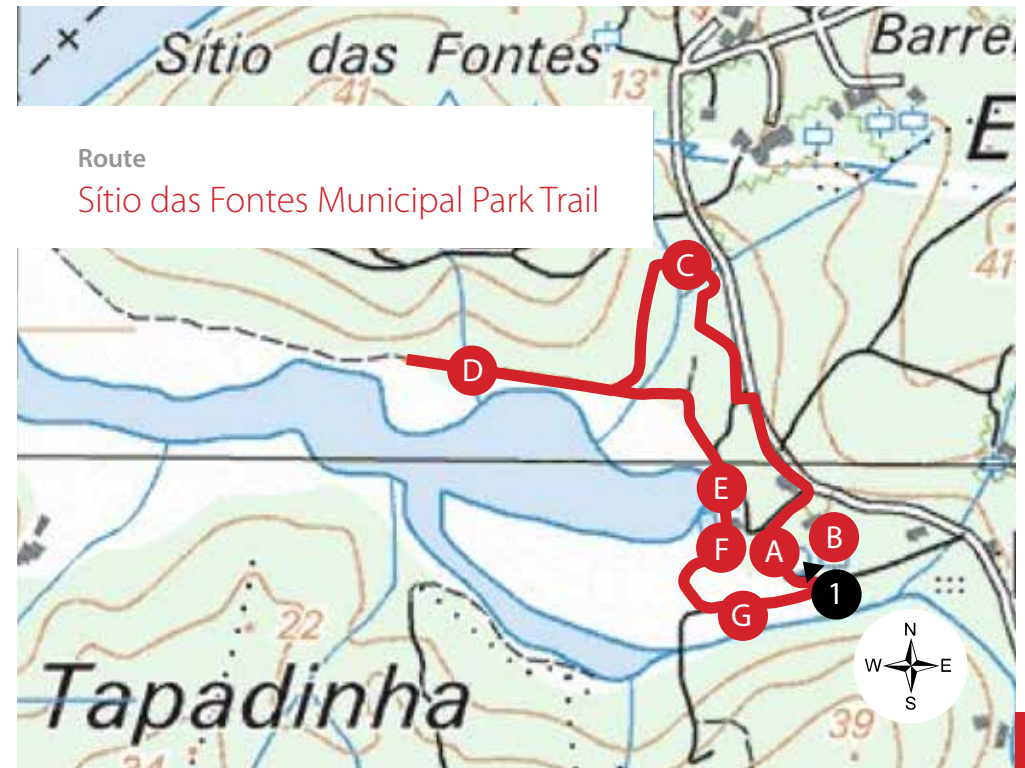 Sítio das Fontes
Barrei
41
13
E
Route
Sítio das Fontes Municipal Park Trail
C
41
D
E
B
F
A
1
G
22
N
W
E
S
Tapadinha
39